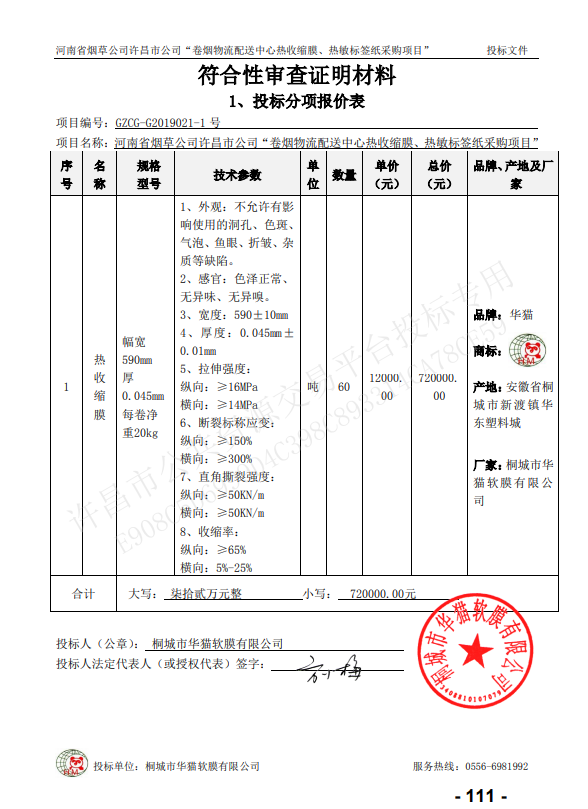 河南省烟草公司许昌市公司“卷烟物流配送中心热收缩膜、热敏标签纸采购项目” 投标文件
符合性审查证明材料
1、投标分项报价表
项目编号：GZCG-G2019021-1 号
项目名称：河南省烟草公司许昌市公司“卷烟物流配送中心热收缩膜、热敏标签纸采购项目”
序号 名称 规格型号 技术参数 单位 数量 单价（元） 总价（元） 品牌、产地及厂家
1
热收缩膜
幅宽
590mm
厚
0.045mm
每卷净
重20kg
1、外观：不允许有影
响使用的洞孔、色斑、
气泡、鱼眼、折皱、杂
质等缺陷。
2、感官：色泽正常、
无异味、无异嗅。
3、宽度：590±10mm
4、厚度：0.045mm±
0.01mm
5、拉伸强度：
纵向：≥16MPa
横向：≥14MPa
6、断裂标称应变：
纵向：≥150%
横向：≥300%
7、直角撕裂强度：
纵向：≥50KN/m
横向：≥50KN/m
8、收缩率：
纵向：≥65%
横向：5%-25%
吨
60
12000.
00
720000.
00
品牌：华猫
商标：
产地：安徽省桐
城市新渡镇华
东塑料城
厂家：桐城市华
猫软膜有限公
司
合计 大写： 柒拾贰万元整 小写： 720000.00元
投标人（公章）： 桐城市华猫软膜有限公司
投标人法定代表人（或授权代表）签字：
桐城市华猫软膜有限公司
3408810107079
投标单位：桐城市华猫软膜有限公司 服务热线：0556-6981992
- 111 -